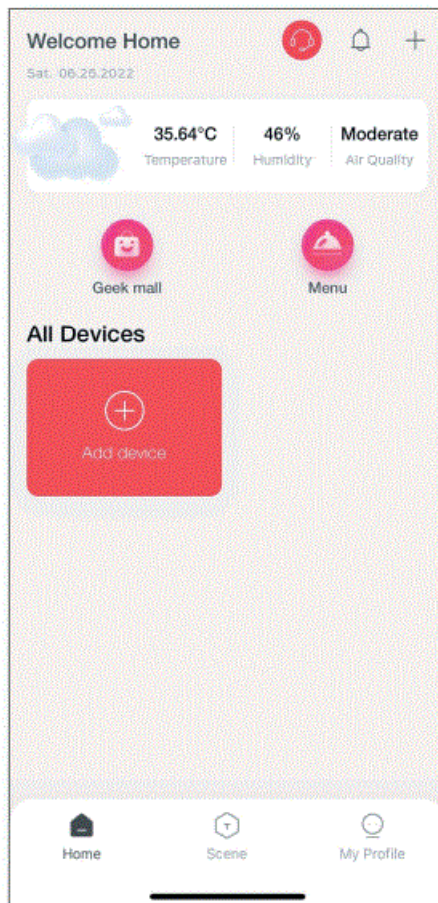 Welcome Home
Sat. 06.25.2022
35.64°C 46% Moderate
Temperature Humidity Air Quality
Geek mall Menu
All Devices
Add device
Home Scene My Profile